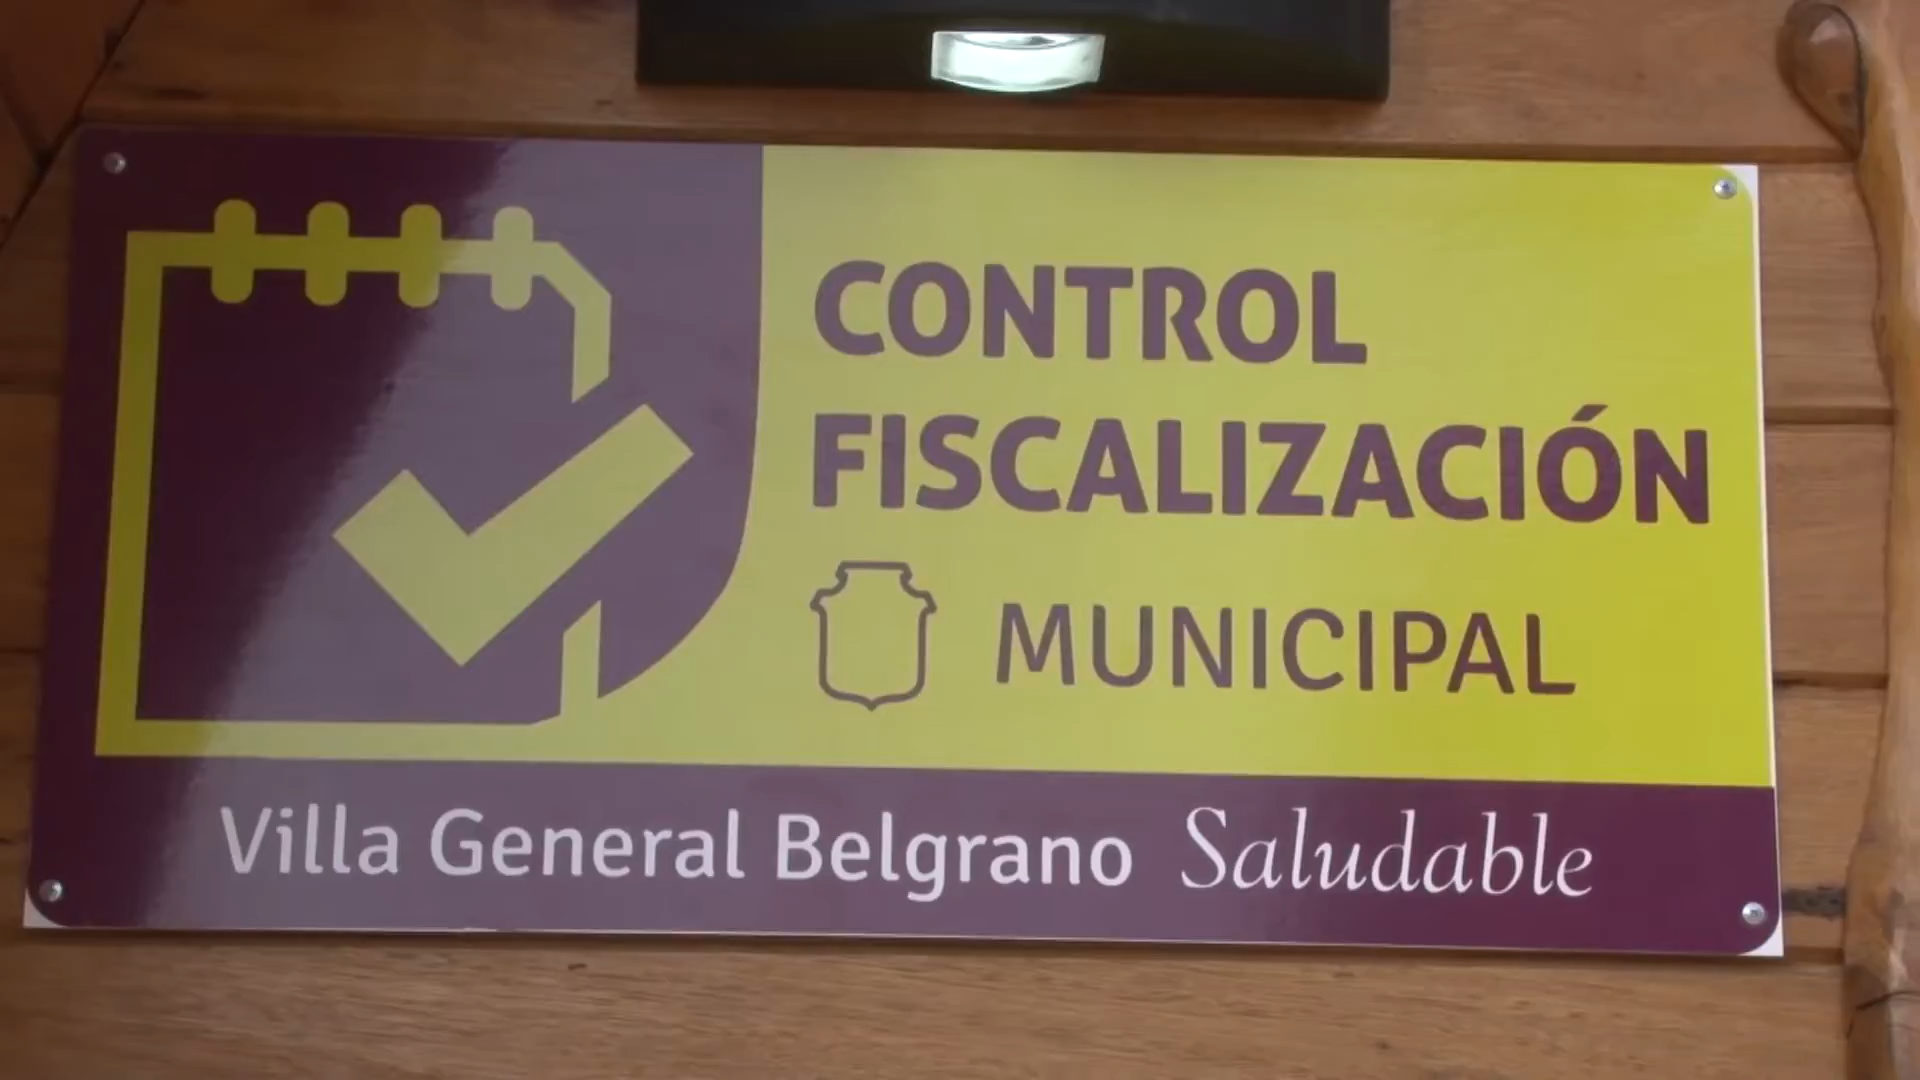 CONTROL
FISCALIZACIÓN
MUNICIPAL
Villa General Belgrano Saludable